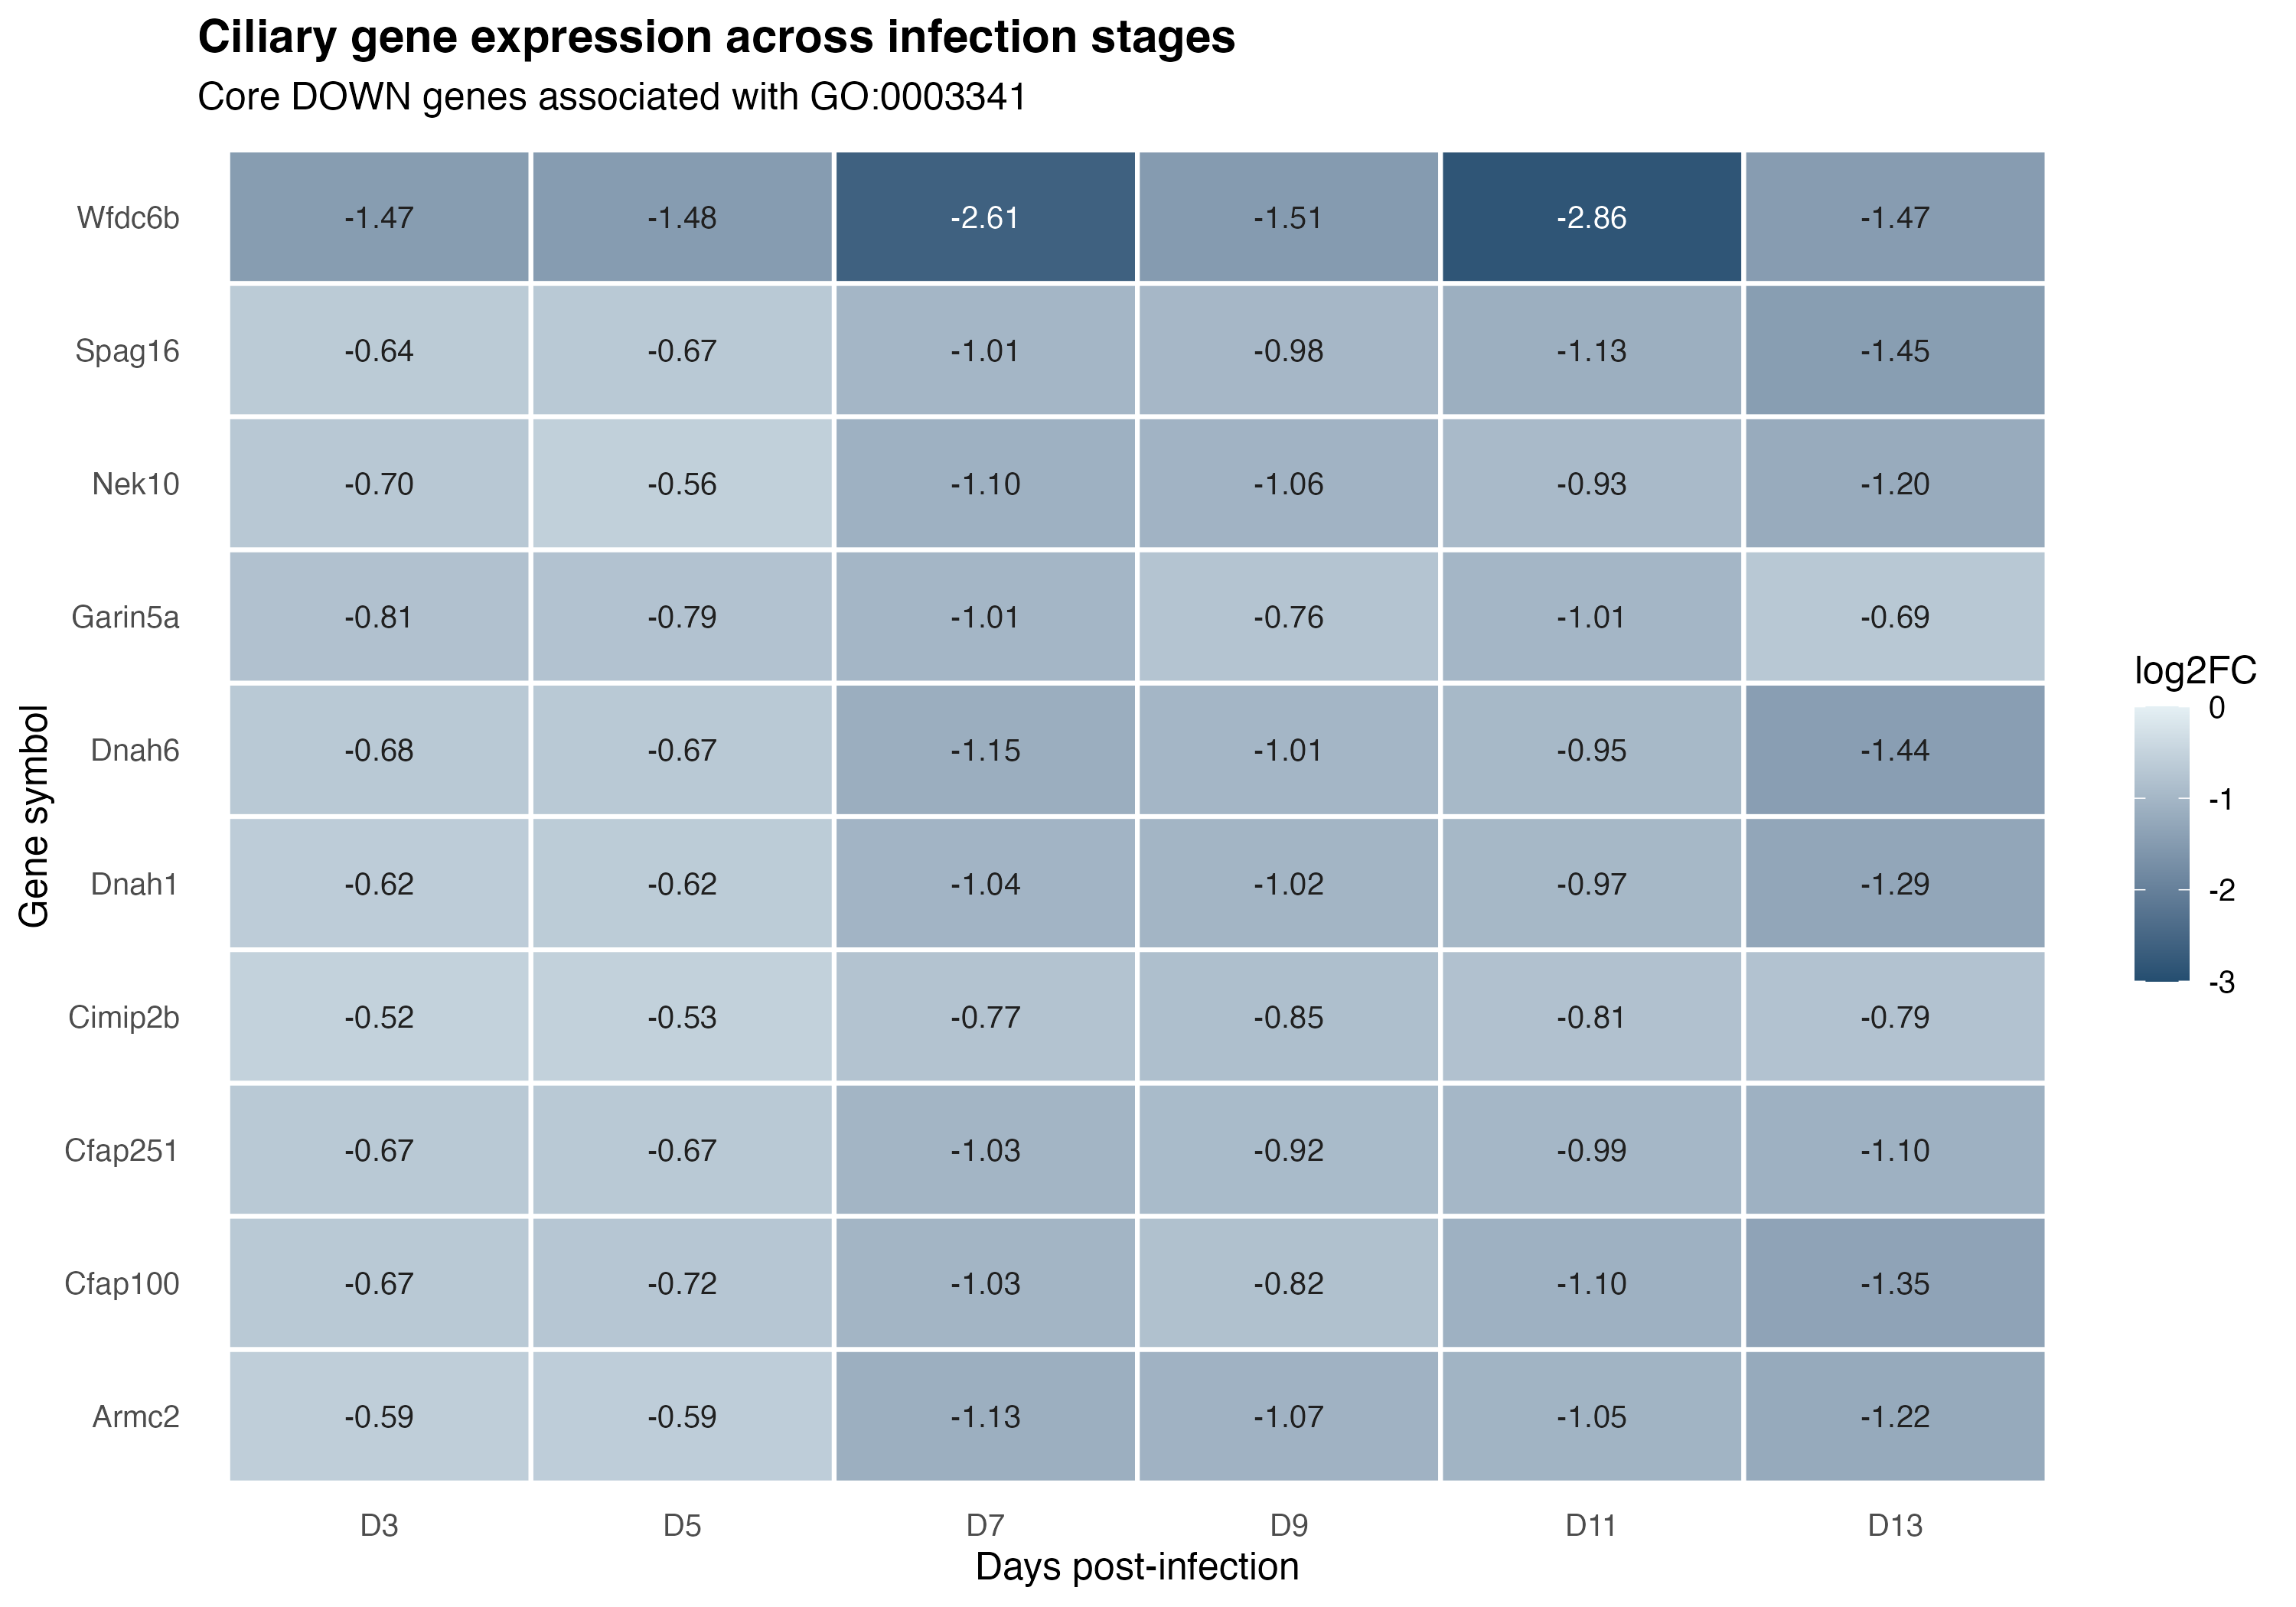 Ciliary gene expression across infection stages
Core DOWN genes associated with GO:0003341
Wfdc6b -1.47 -1.48 -2.61 -1.51 -2.86 -1.47
Spag16 -0.64 -0.67 -1.01 -0.98 -1.13 -1.45
Nek10 -0.70 -0.56 -1.10 -1.06 -0.93 -1.20
Garin5a -0.81 -0.79 -1.01 -0.76 -1.01 -0.69
Dnah6 -0.68 -0.67 -1.15 -1.01 -0.95 -1.44
Dnah1 -0.62 -0.62 -1.04 -1.02 -0.97 -1.29
Cimip2b -0.52 -0.53 -0.77 -0.85 -0.81 -0.79
Cfap251 -0.67 -0.67 -1.03 -0.92 -0.99 -1.10
Cfap100 -0.67 -0.72 -1.03 -0.82 -1.10 -1.35
Armc2 -0.59 -0.59 -1.13 -1.07 -1.05 -1.22
D3 D5 D7 D9 D11 D13
Days post-infection
Gene symbol
log2FC
0
-1
-2
-3